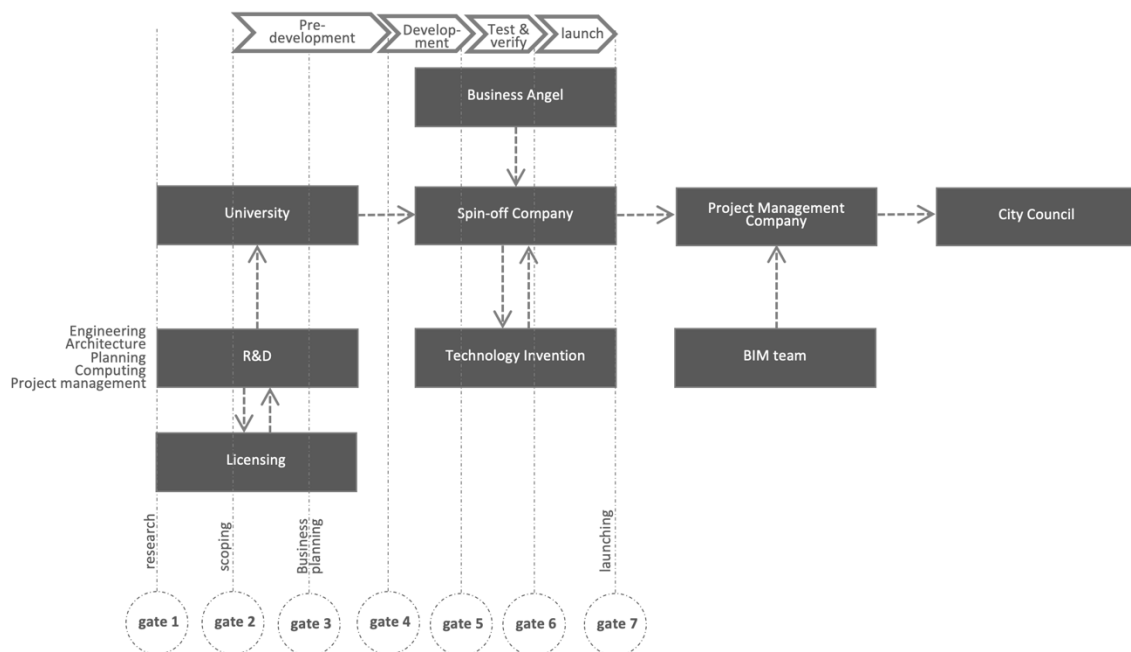 Pre-
development
Develop-
ment
Test &
verify
launch
Business Angel
University
Spin-off Company
Project Management
Company
City Council
Engineering
Architecture
Planning
Computing
Project management
R&D
Technology Invention
BIM team
Licensing
research
scoping
Business
planning
launching
gate 1
gate 2
gate 3
gate 4
gate 5
gate 6
gate 7